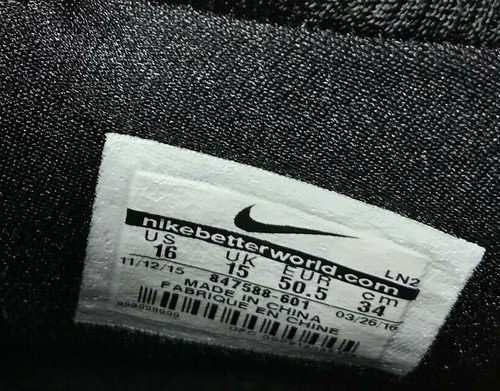 LN2
nikebetterworld.com
US UK EUR cm
16 15 50.5 34
11/12/15 847588-601 03/26/16
MADE IN CHINA
FABRIQUE EN CHINE